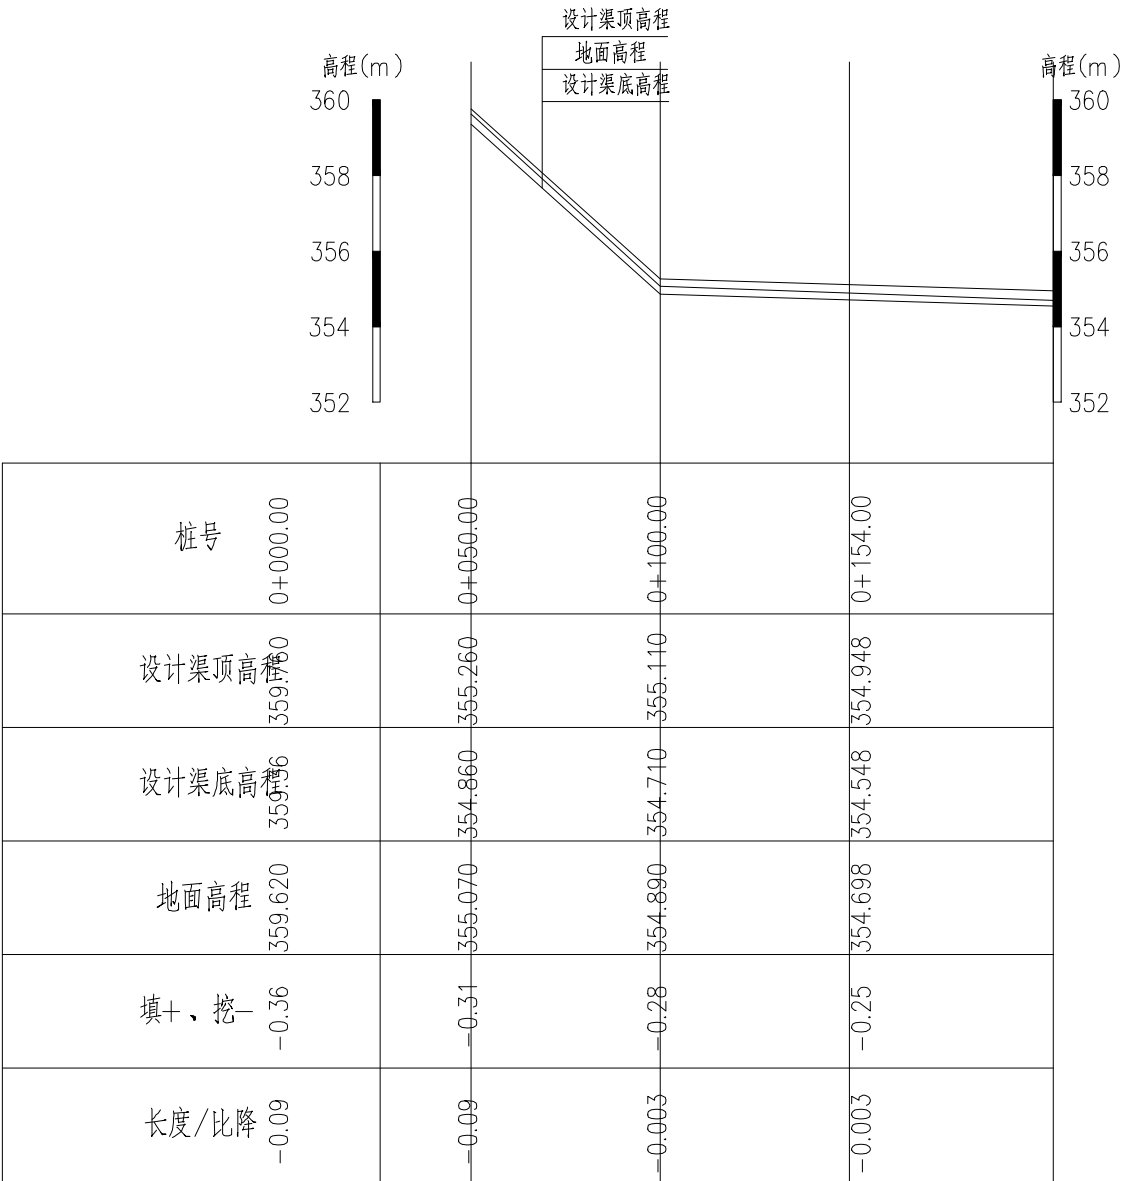 设计渠顶高程
地面高程
设计渠底高程
高程(m)
360
358
356
354
352
高程(m)
360
358
356
354
352
桩号 0+000.00 0+050.00 0+100.00 0+154.00
设计渠顶高程 359.760 355.260 355.110 354.948
设计渠底高程 359.36 354.860 354.710 354.548
地面高程 359.620 355.070 354.890 354.698
填+、挖- -0.36 -0.31 -0.28 -0.25
长度/比降 -0.09 -0.09 -0.003 -0.003